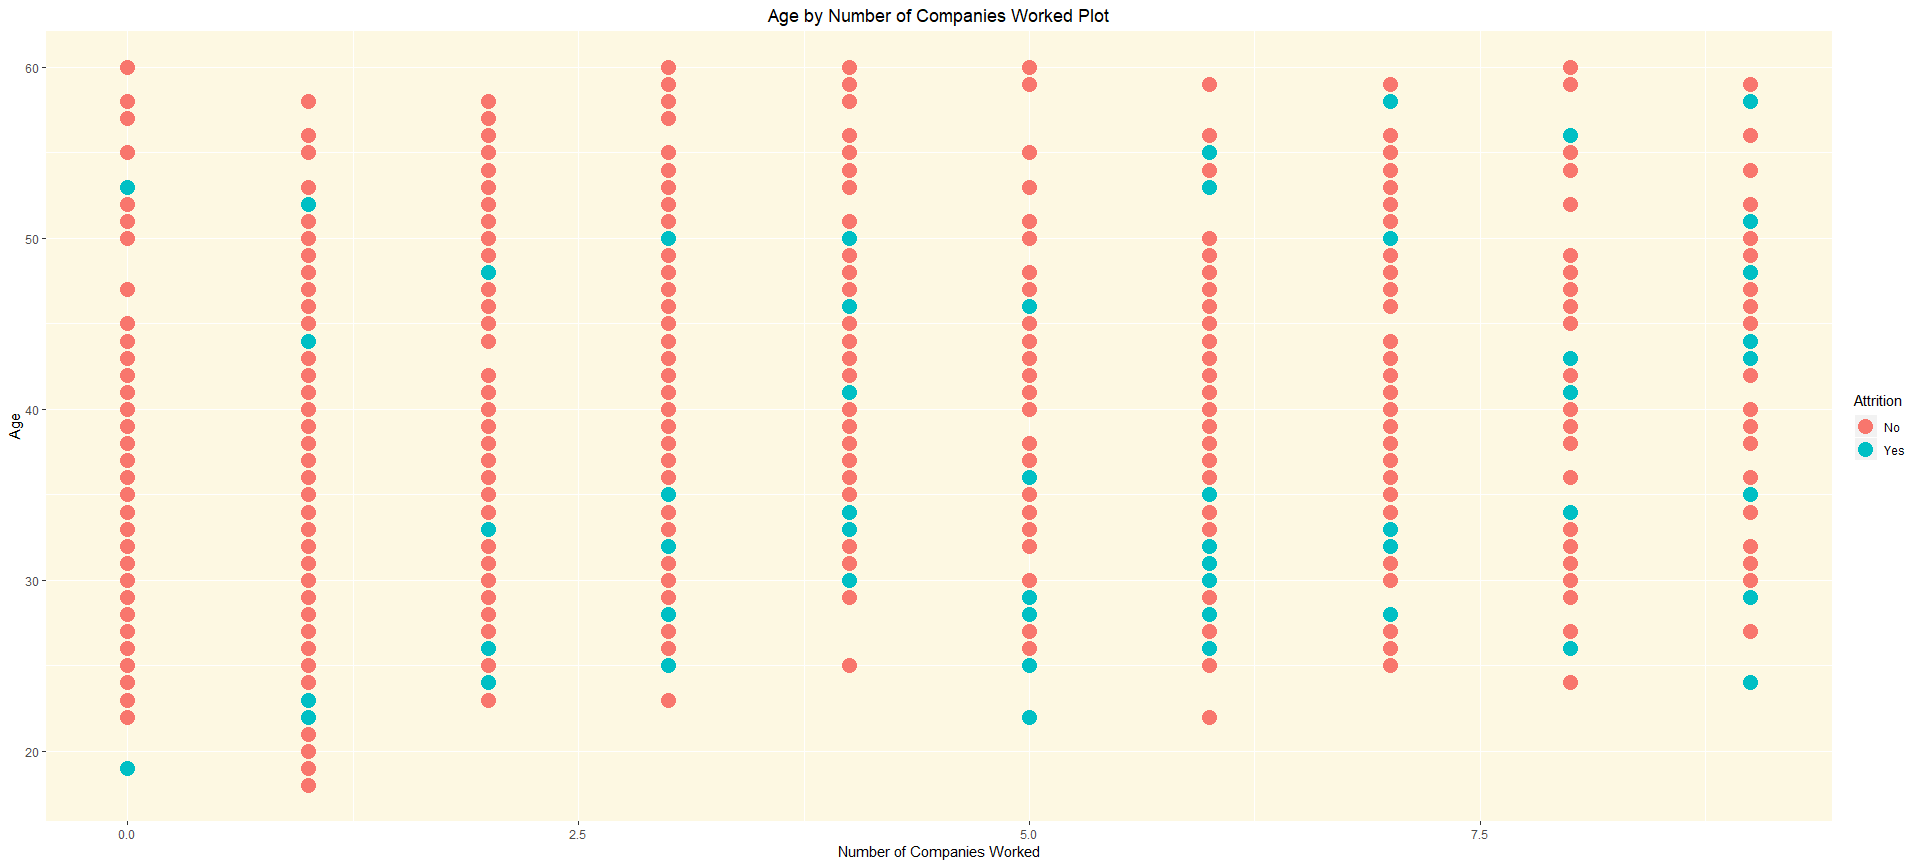 Age by Number of Companies Worked Plot
60
50
40
30
20
Age
0.0
2.5
5.0
7.5
Number of Companies Worked
Attrition
No
Yes